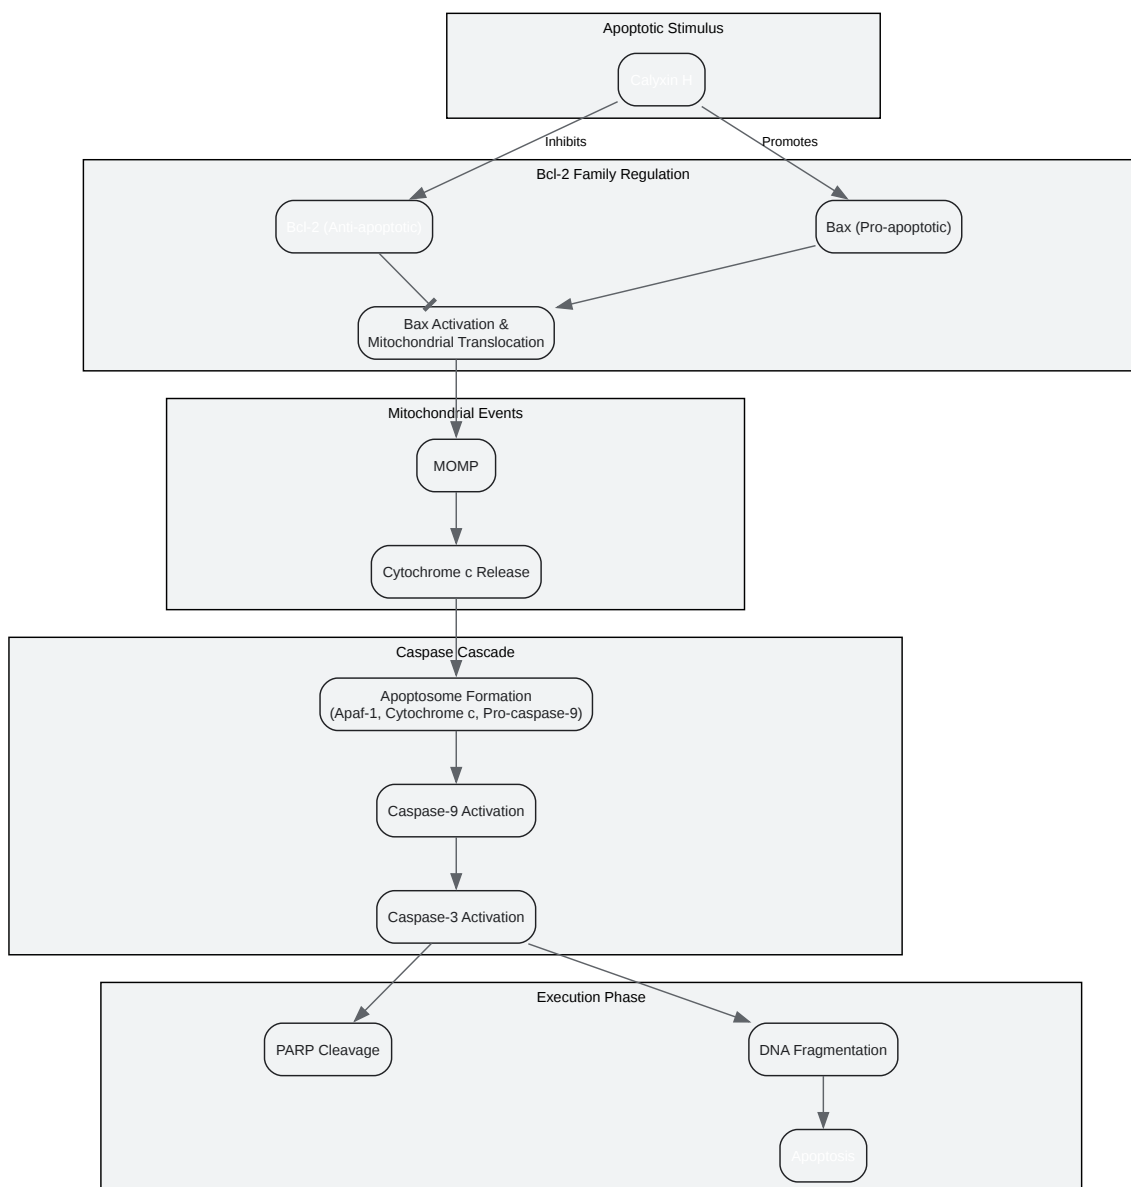 Apoptotic Stimulus
Calyxin H
Inhibits
Promotes
Bcl-2 Family Regulation
Bcl-2 (Anti-apoptotic)
Bax (Pro-apoptotic)
Bax Activation &
Mitochondrial Translocation
Mitochondrial Events
MOMP
Cytochrome c Release
Caspase Cascade
Apoptosome Formation
(Apaf-1, Cytochrome c, Pro-caspase-9)
Caspase-9 Activation
Caspase-3 Activation
Execution Phase
PARP Cleavage
DNA Fragmentation
Apoptosis